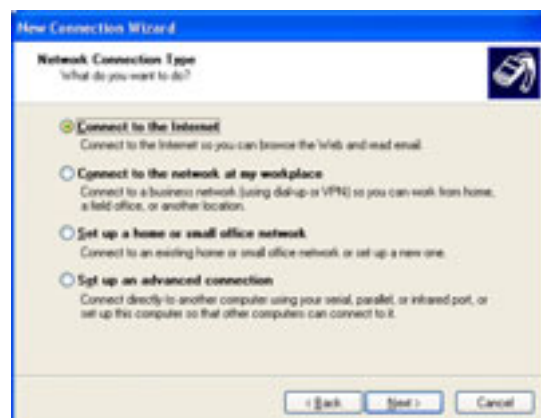 New Connection Wizard
Network Connection Type
What do you want to do?
Connect to the Internet
Connect to the Internet so you can browse the Web and read email.
Connect to the network at my workplace
Connect to a business network (using dial-up or VPN) so you can work from home,
a field office, or another location.
Set up a home or small office network
Connect to an existing home or small office network or set up a new one.
Set up an advanced connection
Connect directly to another computer using your serial, parallel, or infrared port, or
set up this computer so that other computers can connect to it.
< Back Next > Cancel